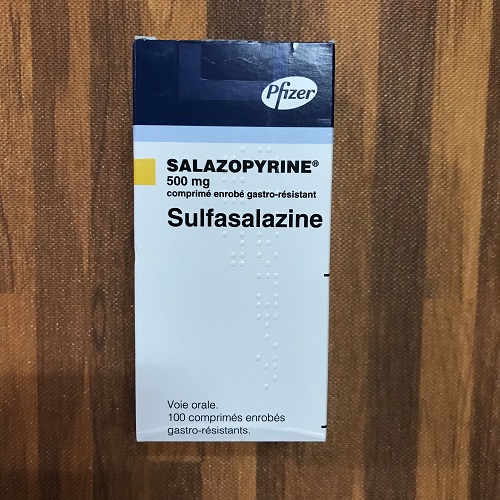 Pfizer
SALAZOPYRINE®
500 mg
comprimé enrobé gastro-résistant
Sulfasalazine
Voie orale.
100 comprimés enrobés
gastro-résistants.